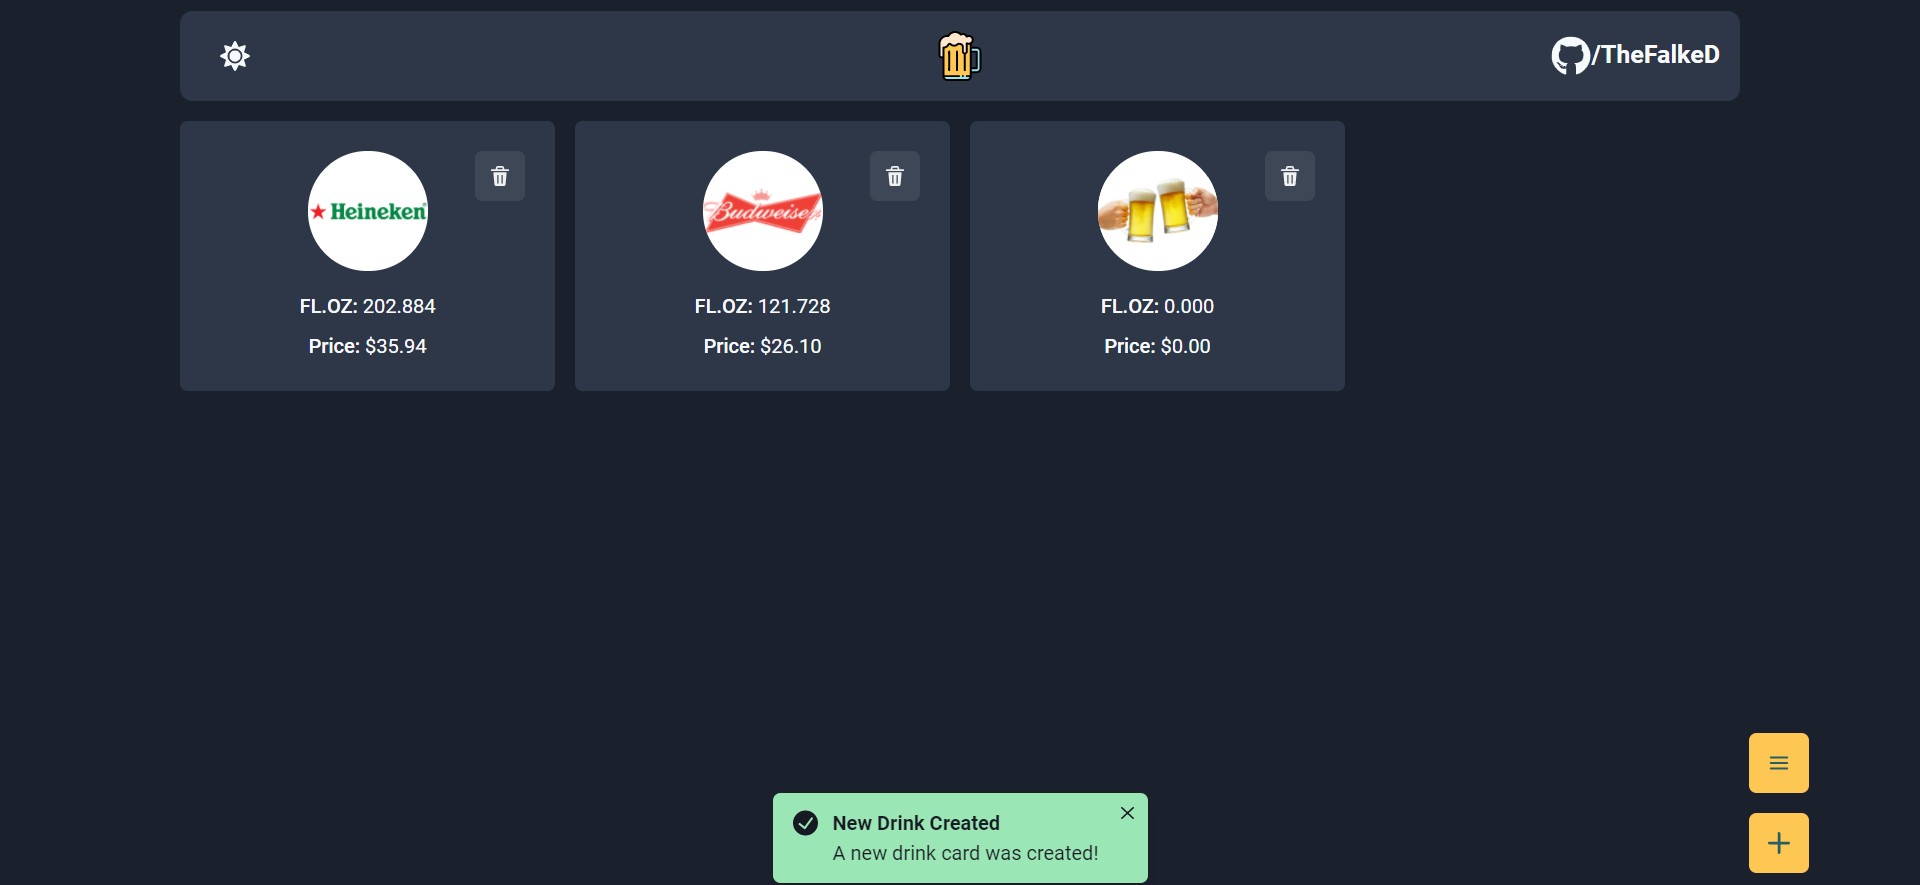 /TheFalkeD
Heineken
FL.OZ: 202.884
Price: $35.94
Budweiser
FL.OZ: 121.728
Price: $26.10
FL.OZ: 0.000
Price: $0.00
New Drink Created
A new drink card was created!